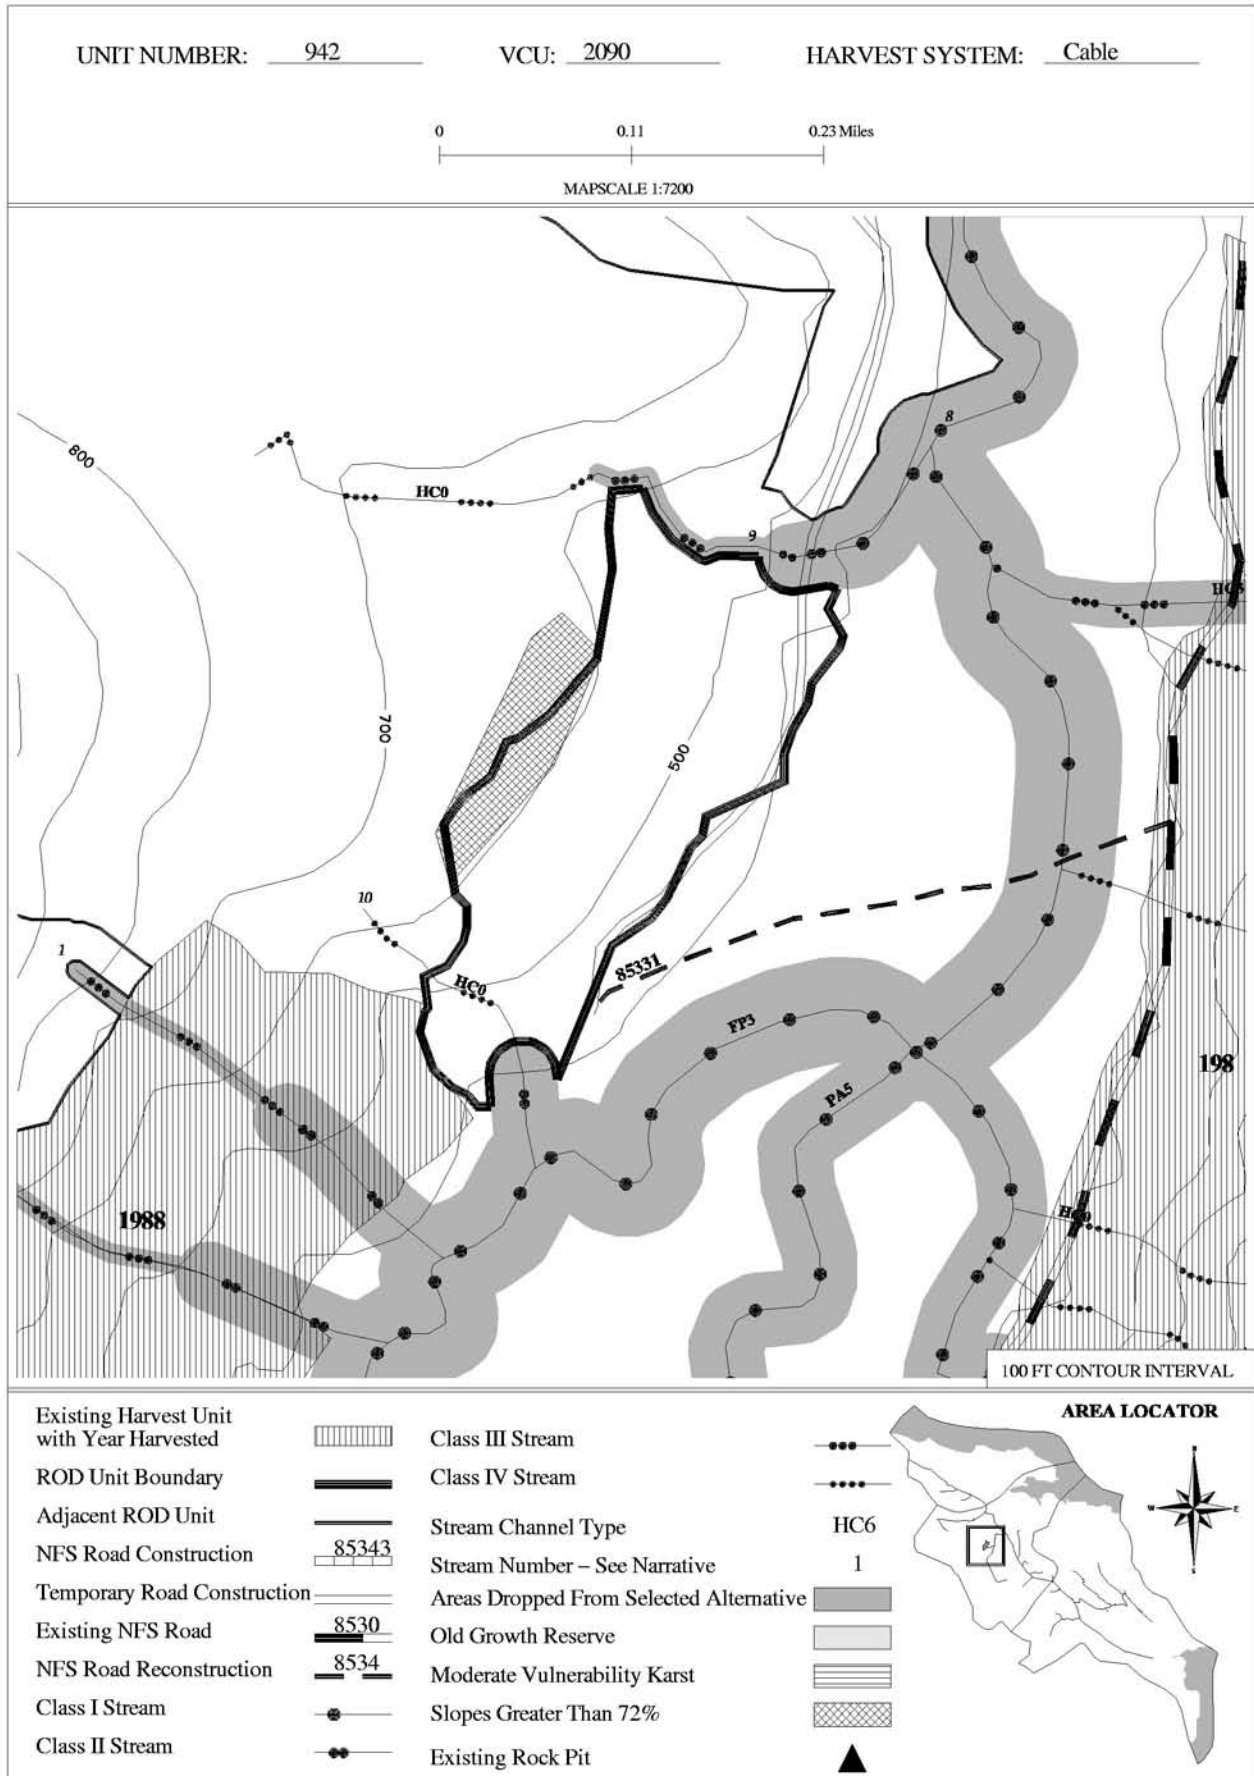 UNIT NUMBER: 942 VCU: 2090 HARVEST SYSTEM: Cable
0 0.11 0.23 Miles
MAPSCALE 1:7200
8
800
HC0
9
HC5
700
500
10
1
HC0
85331
FP3
198
PA5
1988
HC0
100 FT CONTOUR INTERVAL
Existing Harvest Unit
with Year Harvested
ROD Unit Boundary
Adjacent ROD Unit
NFS Road Construction 85343
Temporary Road Construction
Existing NFS Road 8530
NFS Road Reconstruction 8534
Class I Stream
Class II Stream
Class III Stream
Class IV Stream
Stream Channel Type HC6
Stream Number – See Narrative 1
Areas Dropped From Selected Alternative
Old Growth Reserve
Moderate Vulnerability Karst
Slopes Greater Than 72%
Existing Rock Pit
AREA LOCATOR
N
W E
S